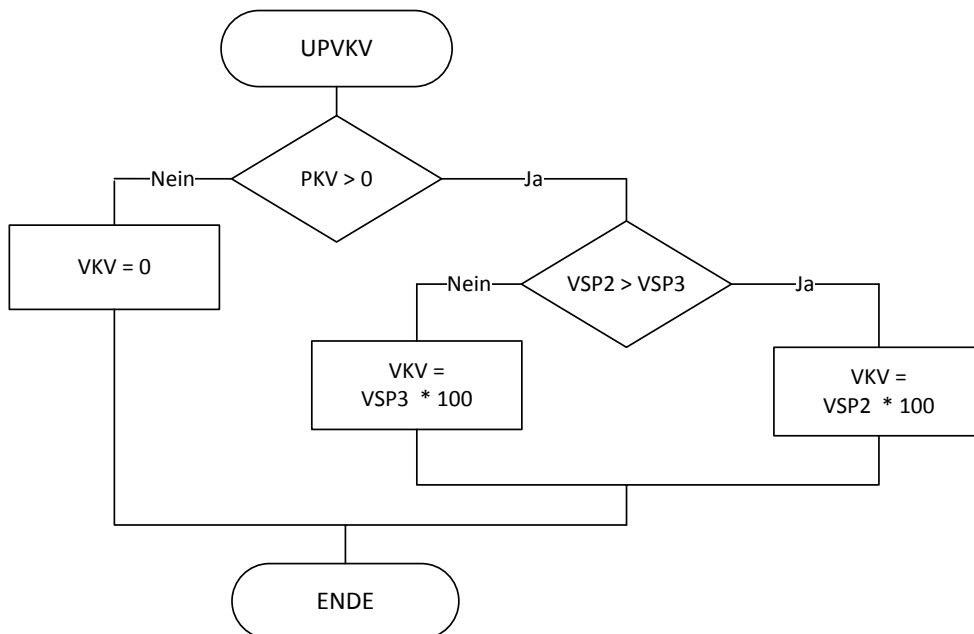 UPVKV
PKV > 0
Nein
Ja
VKV = 0
VSP2 > VSP3
Nein
Ja
VKV =
VSP3 * 100
VKV =
VSP2 * 100
ENDE